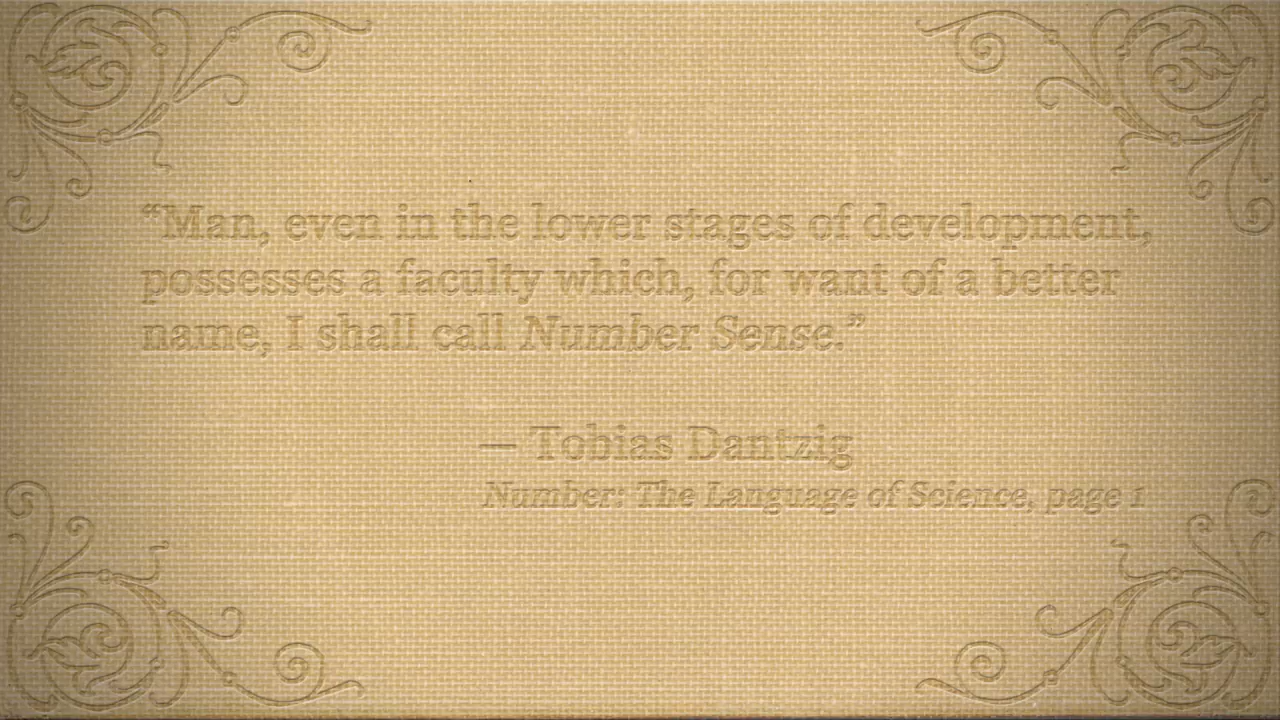 “Man, even in the lower stages of development,
possesses a faculty which, for want of a better
name, I shall call Number Sense.”
— Tobias Dantzig
Number: The Language of Science, page 1